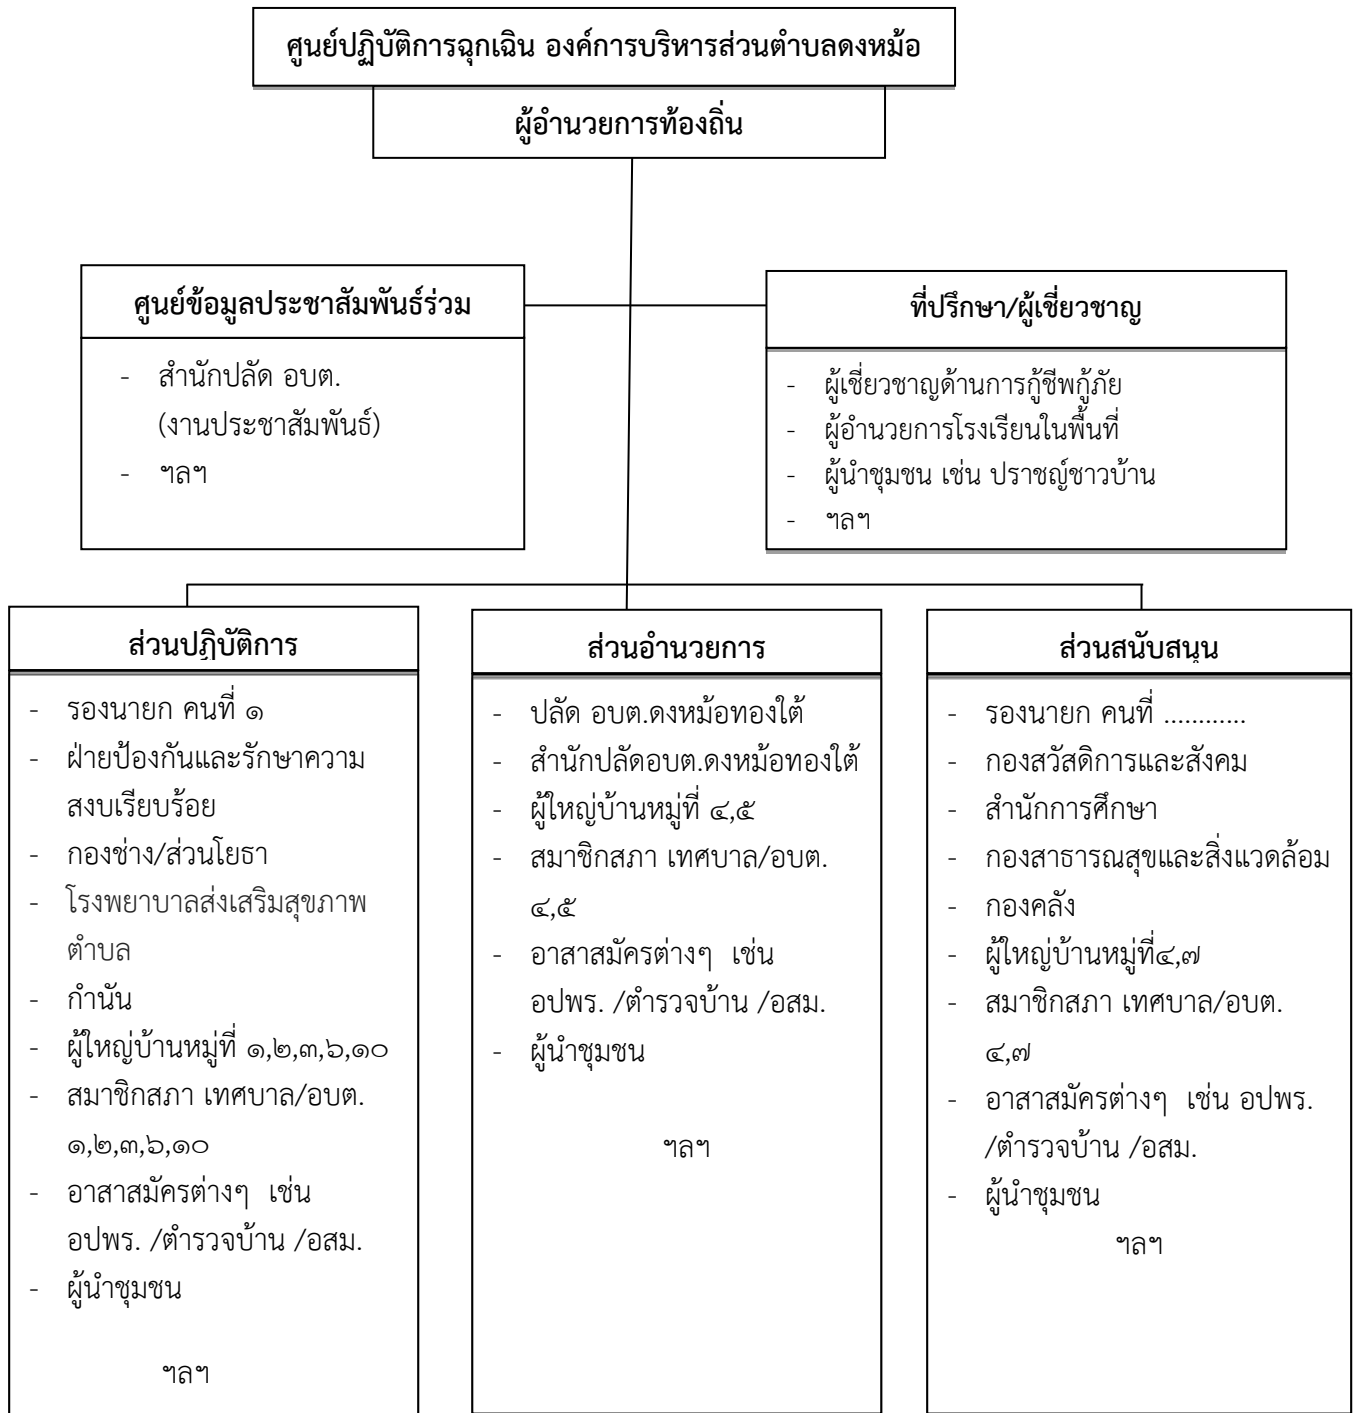 ศูนย์ปฏิบัติการฉุกเฉิน องค์การบริหารส่วนตำบลดงหม้อ
ผู้อำนวยการท้องถิ่น
ศูนย์ข้อมูลประชาสัมพันธ์ร่วม
- สำนักปลัด อบต.
(งานประชาสัมพันธ์)
- ฯลฯ
ที่ปรึกษา/ผู้เชี่ยวชาญ
- ผู้เชี่ยวชาญด้านการกู้ชีพกู้ภัย
- ผู้อำนวยการโรงเรียนในพื้นที่
- ผู้นำชุมชน เช่น ปราชญ์ชาวบ้าน
- ฯลฯ
ส่วนปฏิบัติการ
- รองนายก คนที่ ๑
- ฝ่ายป้องกันและรักษาความ
สงบเรียบร้อย
- กองช่าง/ส่วนโยธา
- โรงพยาบาลส่งเสริมสุขภาพ
ตำบล
- กำนัน
- ผู้ใหญ่บ้านหมู่ที่ ๑,๒,๓,๖,๑๐
- สมาชิกสภา เทศบาล/อบต.
๑,๒,๓,๖,๑๐
- อาสาสมัครต่างๆ เช่น
อปพร. /ตำรวจบ้าน /อสม.
- ผู้นำชุมชน
ฯลฯ
ส่วนอำนวยการ
- ปลัด อบต.ดงหม้อทองใต้
- สำนักปลัดอบต.ดงหม้อทองใต้
- ผู้ใหญ่บ้านหมู่ที่ ๔,๕
- สมาชิกสภา เทศบาล/อบต.
๔,๕
- อาสาสมัครต่างๆ เช่น
อปพร. /ตำรวจบ้าน /อสม.
- ผู้นำชุมชน
ฯลฯ
ส่วนสนับสนุน
- รองนายก คนที่ ............
- กองสวัสดิการและสังคม
- สำนักการศึกษา
- กองสาธารณสุขและสิ่งแวดล้อม
- กองคลัง
- ผู้ใหญ่บ้านหมู่ที่๔,๗
- สมาชิกสภา เทศบาล/อบต.
๔,๗
- อาสาสมัครต่างๆ เช่น อปพร.
/ตำรวจบ้าน /อสม.
- ผู้นำชุมชน
ฯลฯ